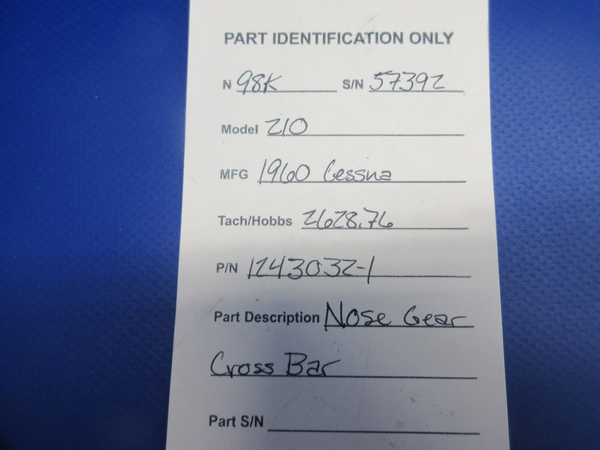 PART IDENTIFICATION ONLY
N 98K S/N 57392
Model 210
MFG 1960 Cessna
Tach/Hobbs 2628.76
P/N 1243032-1
Part Description Nose Gear
Cross Bar
Part S/N